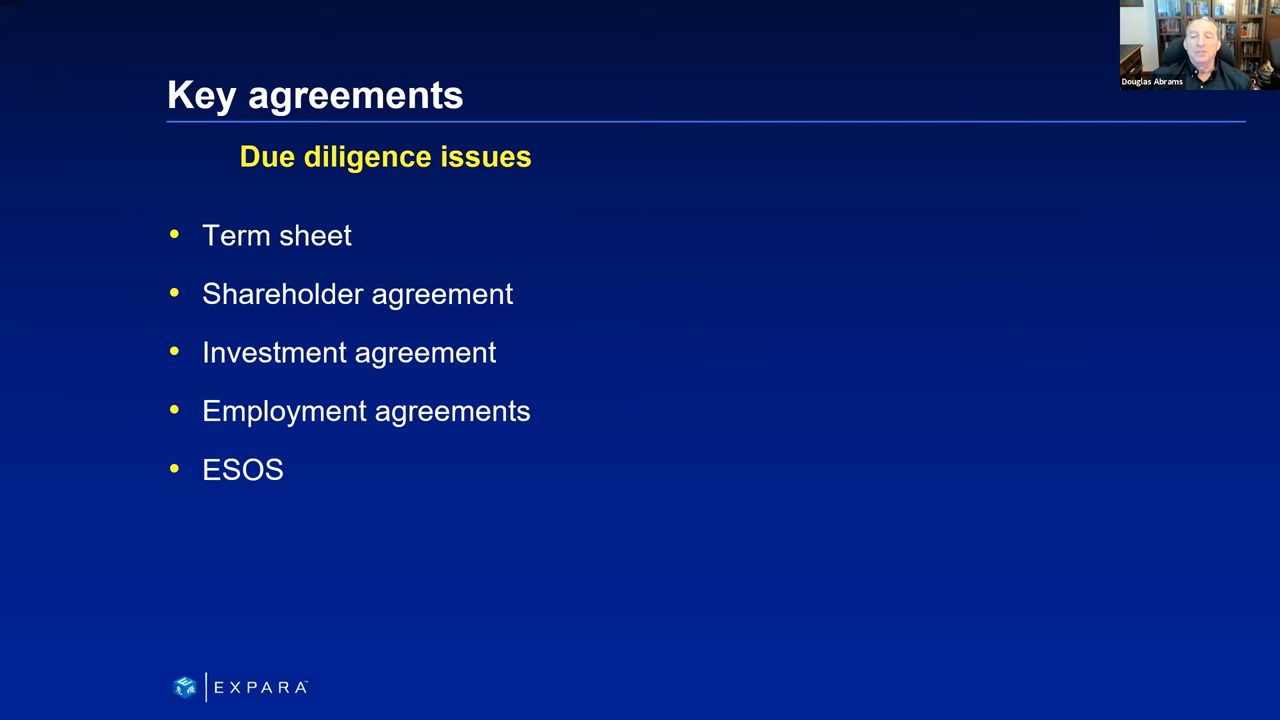 Douglas Abrams
Key agreements
Due diligence issues
• Term sheet
• Shareholder agreement
• Investment agreement
• Employment agreements
• ESOS
EXPARA